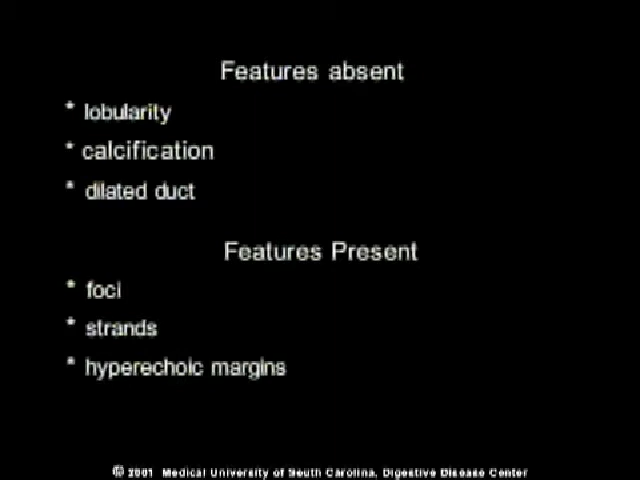 Features absent
* lobularity
* calcification
* dilated duct
Features Present
* foci
* strands
* hyperechoic margins
© 2001 Medical University of South Carolina, Digestive Disease Center